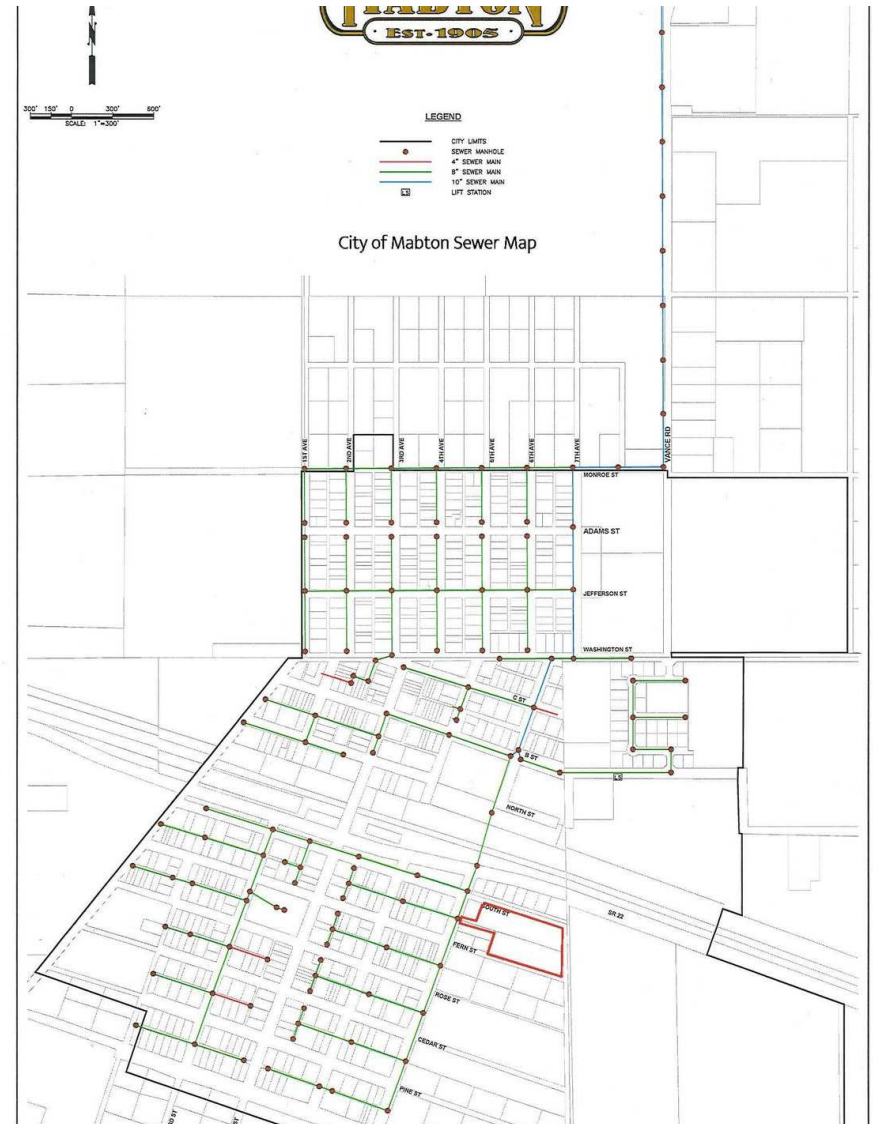 MABTON
· EST. 1905 ·
N
300' 150' 0 300' 600'
SCALE: 1"=300'
LEGEND
CITY LIMITS
SEWER MANHOLE
4" SEWER MAIN
8" SEWER MAIN
10" SEWER MAIN
LS LIFT STATION
City of Mabton Sewer Map
1ST AVE
2ND AVE
3RD AVE
4TH AVE
5TH AVE
6TH AVE
7TH AVE
VANCE RD
MONROE ST
ADAMS ST
JEFFERSON ST
WASHINGTON ST
C ST
B ST
LS
NORTH ST
SOUTH ST
SR 22
FERN ST
ROSE ST
CEDAR ST
PINE ST